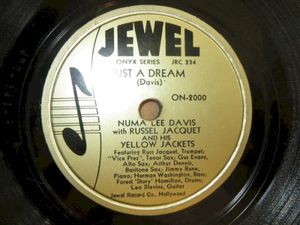 JEWEL
ONYX SERIES JRC 234
JUST A DREAM
(Davis)
ON-2000
NUMA LEE DAVIS
with RUSSEL JACQUET
AND HIS
YELLOW JACKETS
Featuring Russ Jacquet, Trumpet;
"Vice Pres", Tenor Sax, Gus Evans,
Alto Sax; Arthur Dennis,
Baritone Sax; Jimmy Bunn,
Piano; Herman Washington, Bass;
Forest 'Story' Hamilton, Drums;
Leo Blevins, Guitar
Jewel Record Co., Hollywood